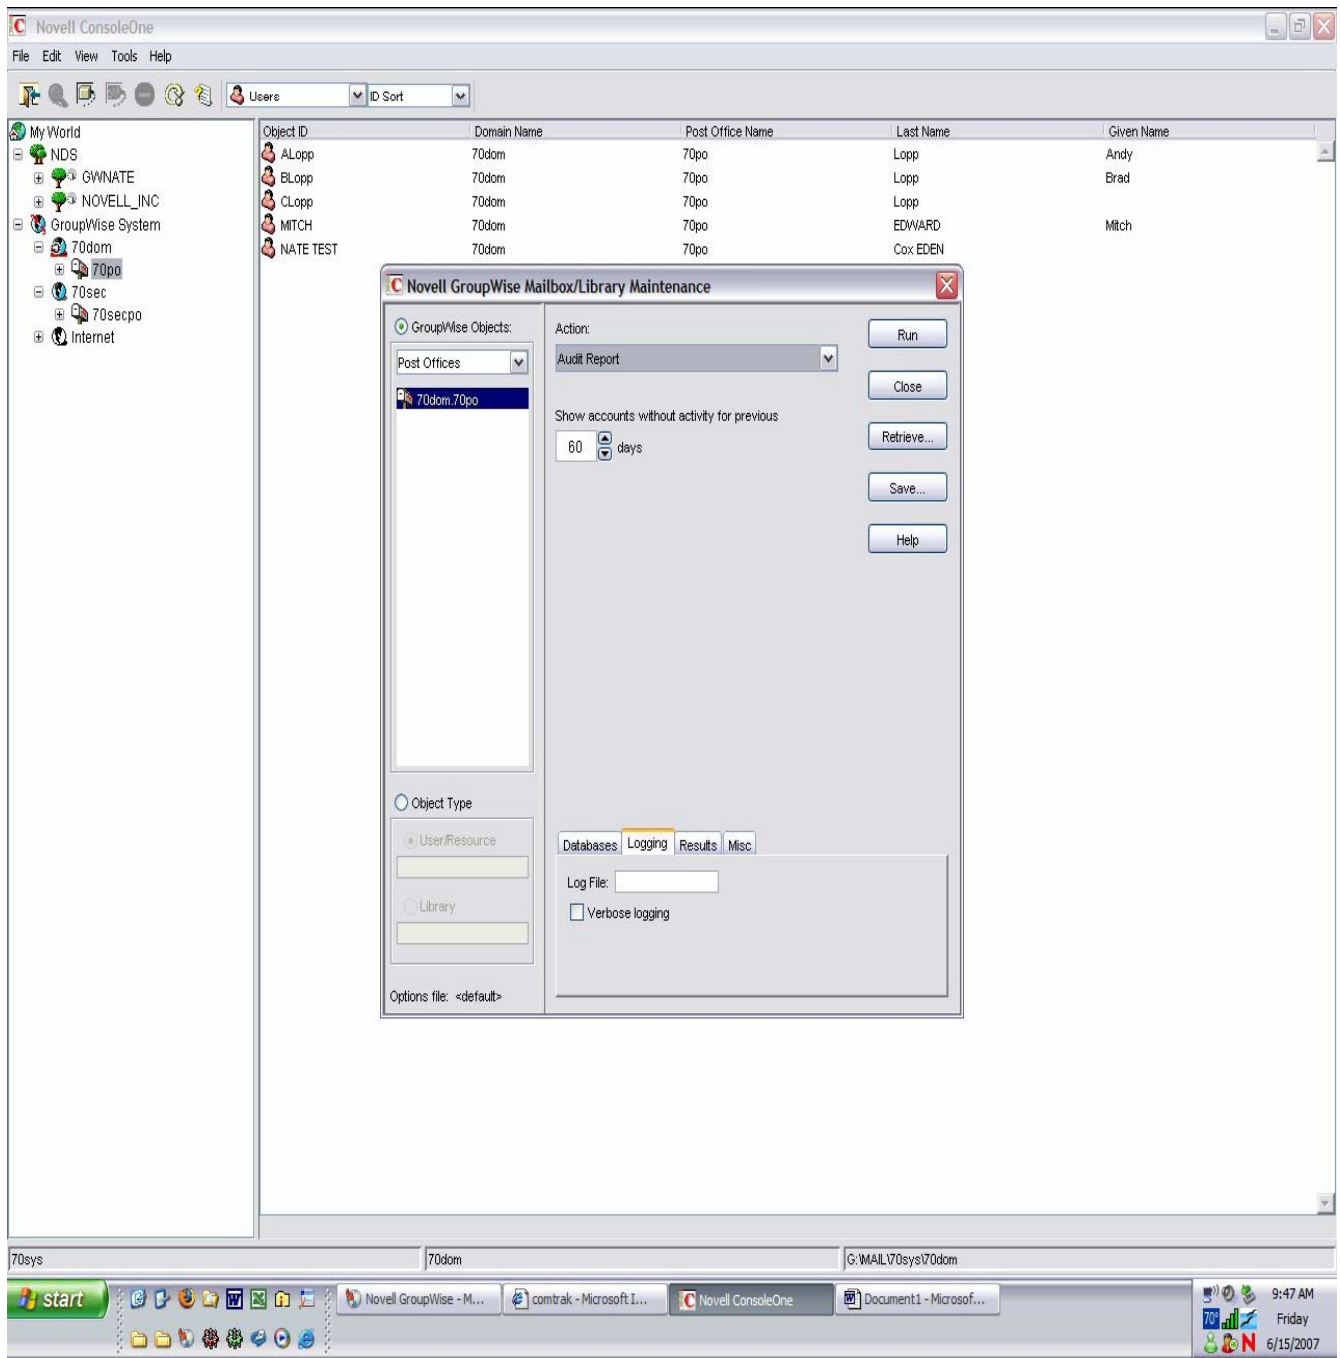 Novell ConsoleOne
File Edit View Tools Help
Users ID Sort
My World
NDS
GWNATE
NOVELL_INC
GroupWise System
70dom
70po
70sec
70secpo
Internet
Object ID Domain Name Post Office Name Last Name Given Name
ALopp 70dom 70po Lopp Andy
BLopp 70dom 70po Lopp Brad
CLopp 70dom 70po Lopp
MITCH 70dom 70po EDWARD Mitch
NATE TEST 70dom 70po Cox EDEN
Novell GroupWise Mailbox/Library Maintenance
GroupWise Objects:
Post Offices
70dom.70po
Object Type
User/Resource
Library
Options file: <default>
Action:
Audit Report
Show accounts without activity for previous
60 days
Run
Close
Retrieve...
Save...
Help
Databases Logging Results Misc
Log File:
Verbose logging
70sys 70dom G:\MAIL\70sys\70dom
start Novell GroupWise - M... comtrak - Microsoft I... Novell ConsoleOne Document1 - Microsof... 9:47 AM
70° Friday
N 6/15/2007